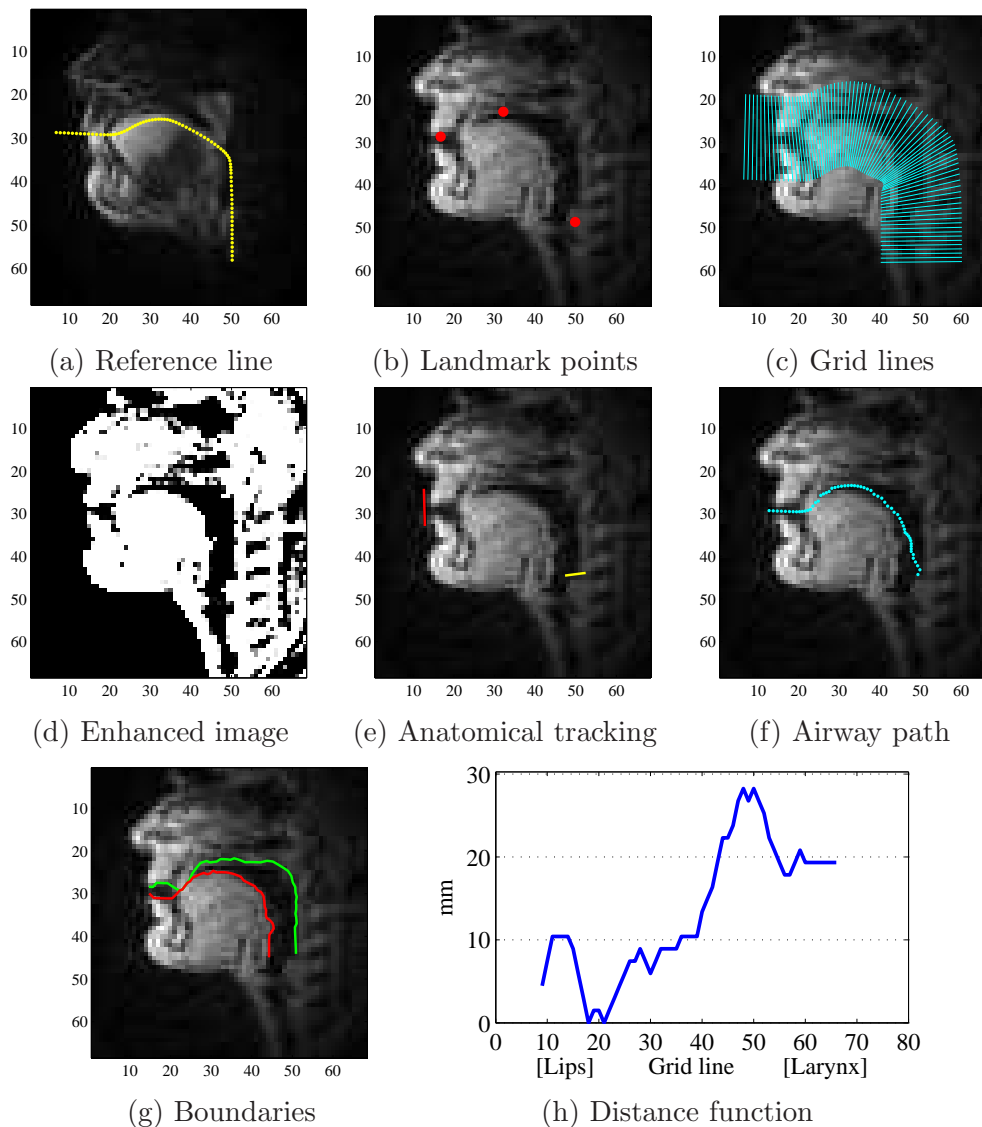 10
20
30
40
50
60
10 20 30 40 50 60
(a) Reference line
10
20
30
40
50
60
10 20 30 40 50 60
(b) Landmark points
10
20
30
40
50
60
10 20 30 40 50 60
(c) Grid lines
10
20
30
40
50
60
10 20 30 40 50 60
(d) Enhanced image
10
20
30
40
50
60
10 20 30 40 50 60
(e) Anatomical tracking
10
20
30
40
50
60
10 20 30 40 50 60
(f) Airway path
10
20
30
40
50
60
10 20 30 40 50 60
(g) Boundaries
30
20
10
0
mm
0 10 20 30 40 50 60 70 80
[Lips] Grid line [Larynx]
(h) Distance function